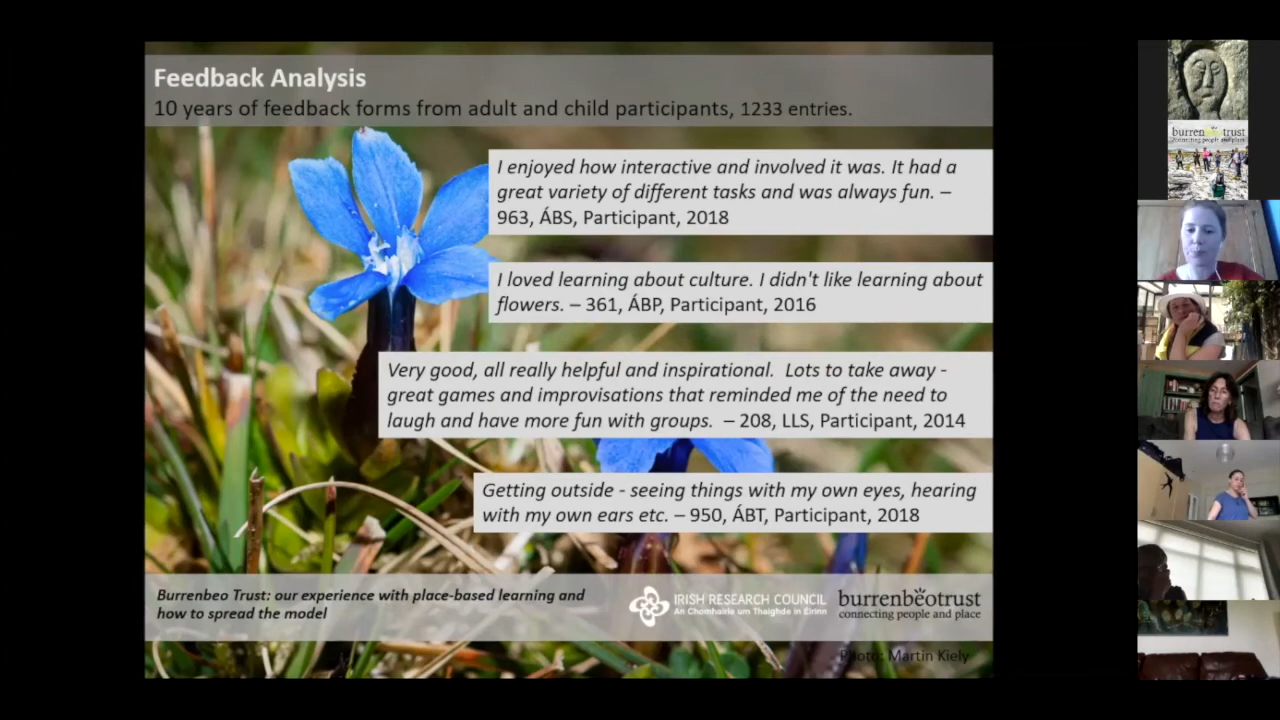 Feedback Analysis
10 years of feedback forms from adult and child participants, 1233 entries.
I enjoyed how interactive and involved it was. It had a
great variety of different tasks and was always fun. –
963, ÁBS, Participant, 2018
I loved learning about culture. I didn't like learning about
flowers. – 361, ÁBP, Participant, 2016
Very good, all really helpful and inspirational. Lots to take away -
great games and improvisations that reminded me of the need to
laugh and have more fun with groups. – 208, LLS, Participant, 2014
Getting outside - seeing things with my own eyes, hearing
with my own ears etc. – 950, ÁBT, Participant, 2018
Burrenbeo Trust: our experience with place-based learning and
how to spread the model
IRISH RESEARCH COUNCIL
An Chomhairle um Thaighde in Éirinn
burrenbeotrust
connecting people and place
Photo: Martin Kiely
burrenbeotrust
connecting people and place